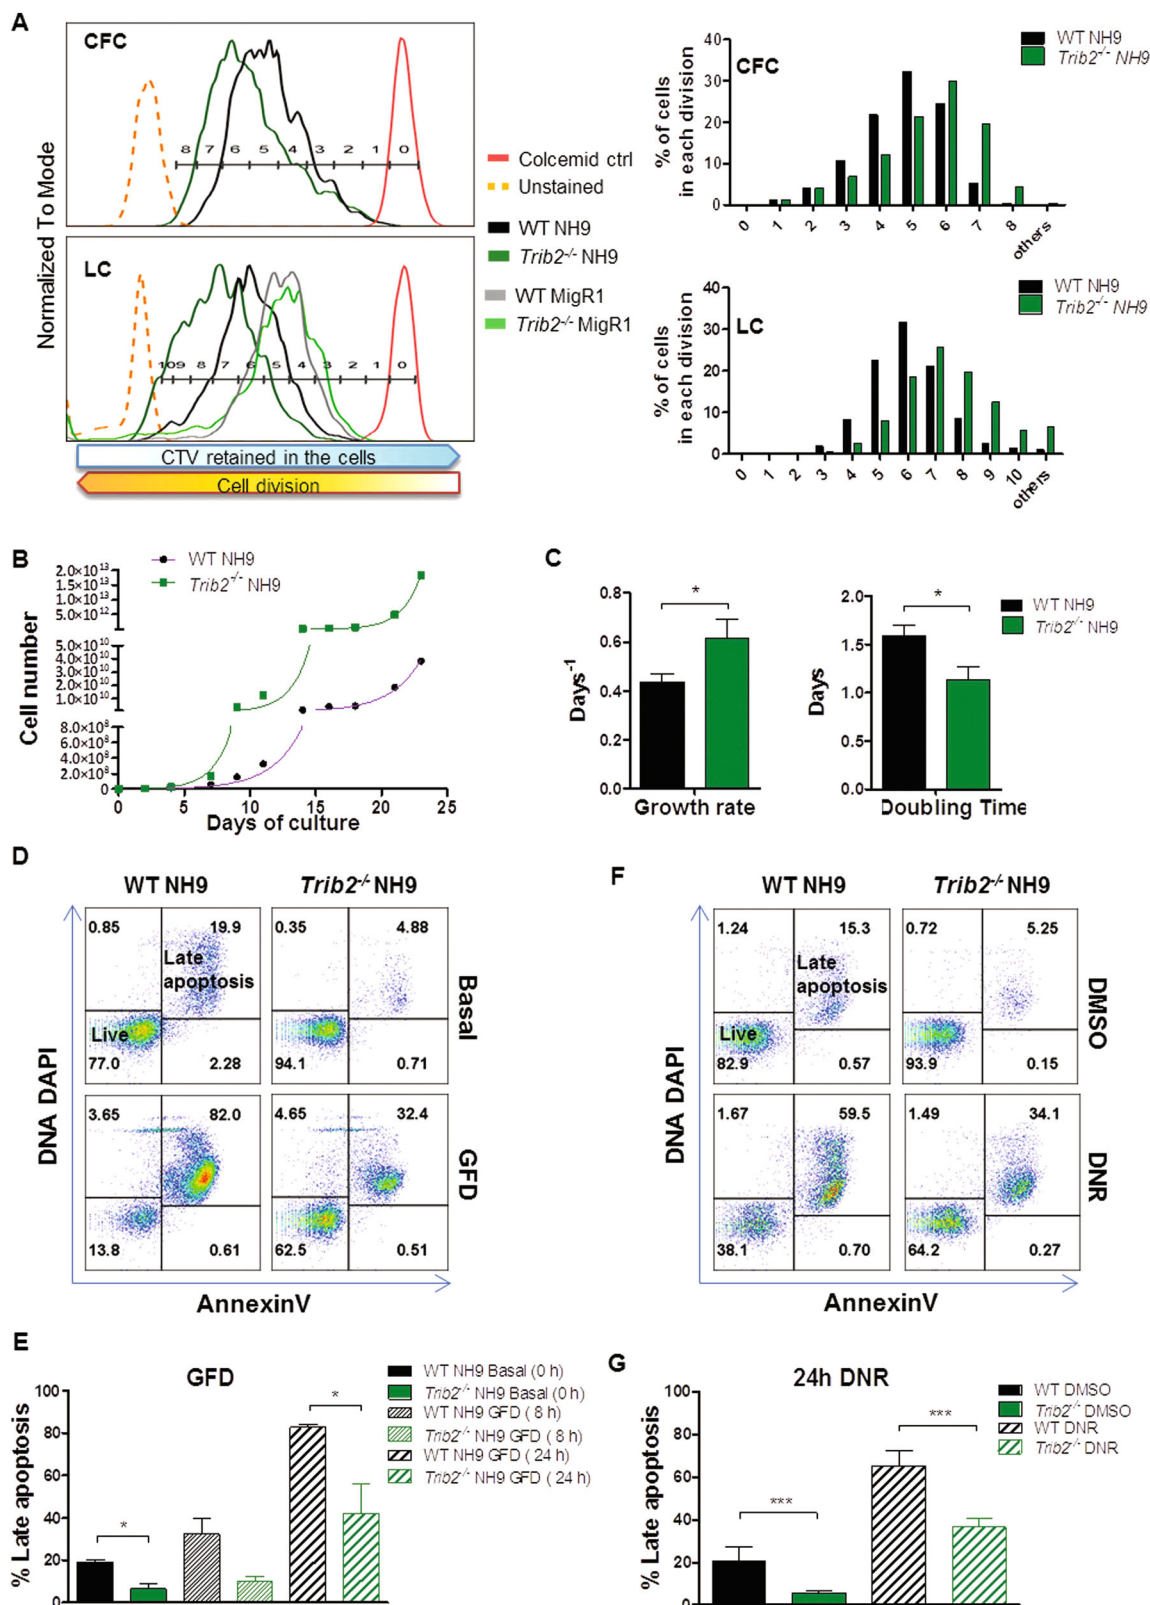 A
CFC
Normalized To Mode
8 7 6 5 4 3 2 1 0
LC
109 8 7 6 5 4 3 2 1 0
CTV retained in the cells
Cell division
Colcemid ctrl
Unstained
WT NH9
Trib2-/- NH9
WT MigR1
Trib2-/- MigR1
CFC
% of cells
in each division
40
30
20
10
0
0 1 2 3 4 5 6 7 8 others
WT NH9
Trib2-/- NH9
LC
% of cells
in each division
40
30
20
10
0
0 1 2 3 4 5 6 7 8 9 10 others
WT NH9
Trib2-/- NH9
B
WT NH9
Trib2-/- NH9
Cell number
2.0×10^13
1.5×10^13
1.0×10^13
5.0×10^12
5.0×10^10
4.0×10^10
3.0×10^10
2.0×10^10
1.0×10^10
8.0×10^8
6.0×10^8
4.0×10^8
2.0×10^8
0
0 5 10 15 20 25
Days of culture
C
Days-1
0.8
0.6
0.4
0.2
0.0
*
Growth rate
Days
2.0
1.5
1.0
0.5
0.0
*
Doubling Time
WT NH9
Trib2-/- NH9
D
WT NH9 Trib2-/- NH9
0.85 19.9 0.35 4.88
Late
apoptosis
Live
77.0 2.28 94.1 0.71
Basal
3.65 82.0 4.65 32.4
13.8 0.61 62.5 0.51
GFD
DNA DAPI
AnnexinV
F
WT NH9 Trib2-/- NH9
1.24 15.3 0.72 5.25
Late
apoptosis
Live
82.9 0.57 93.9 0.15
DMSO
1.67 59.5 1.49 34.1
38.1 0.70 64.2 0.27
DNR
DNA DAPI
AnnexinV
E
GFD
% Late apoptosis
100
80
60
40
20
0
*
*
WT NH9 Basal (0 h)
Trib2-/- NH9 Basal (0 h)
WT NH9 GFD ( 8 h)
Trib2-/- NH9 GFD ( 8 h)
WT NH9 GFD ( 24 h)
Trib2-/- NH9 GFD ( 24 h)
G
24h DNR
% Late apoptosis
100
80
60
40
20
0
***
***
WT DMSO
Trib2-/- DMSO
WT DNR
Trib2-/- DNR